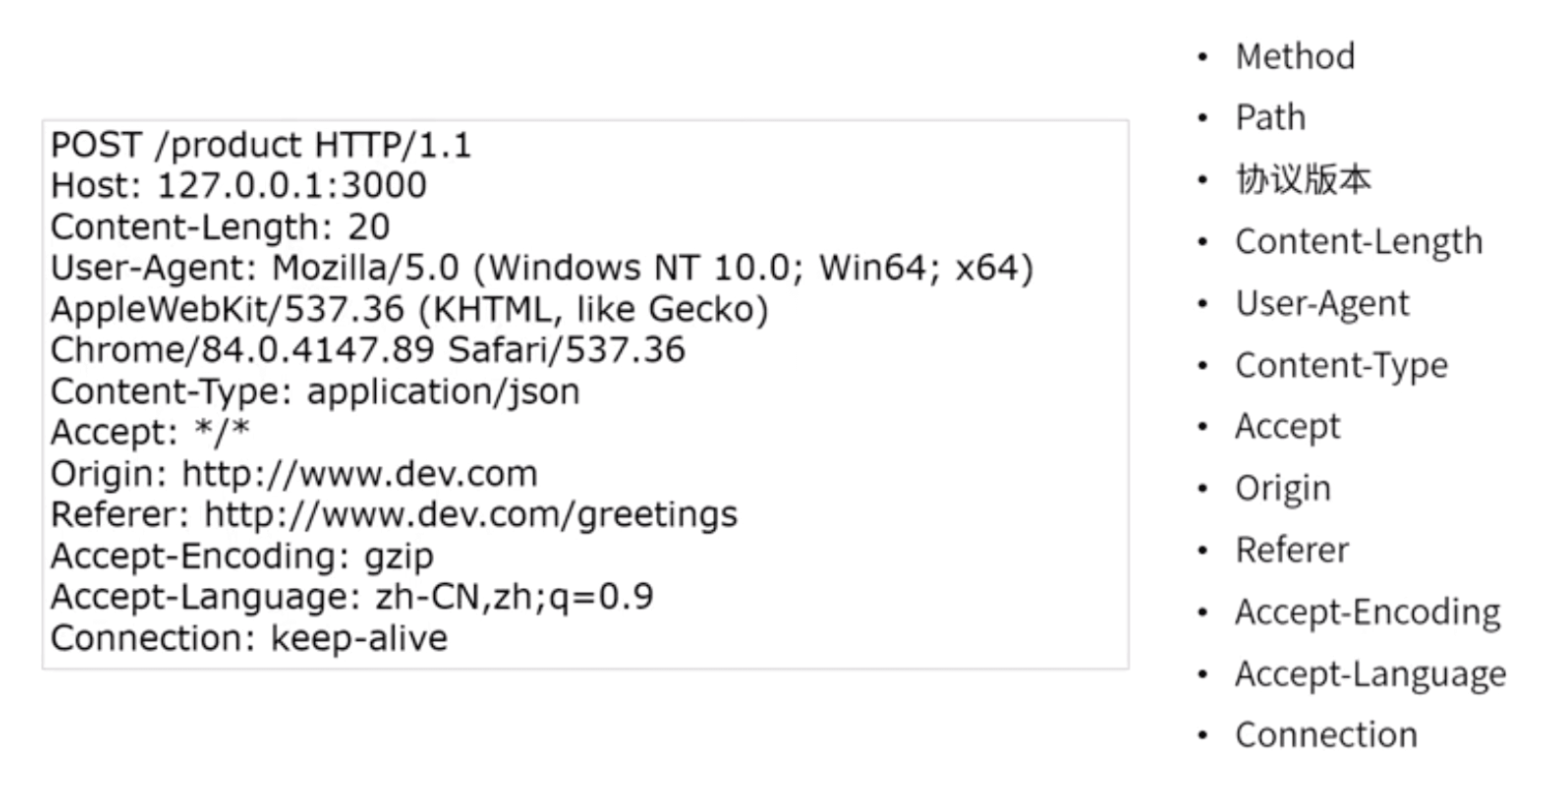 POST /product HTTP/1.1
Host: 127.0.0.1:3000
Content-Length: 20
User-Agent: Mozilla/5.0 (Windows NT 10.0; Win64; x64)
AppleWebKit/537.36 (KHTML, like Gecko)
Chrome/84.0.4147.89 Safari/537.36
Content-Type: application/json
Accept: */*
Origin: http://www.dev.com
Referer: http://www.dev.com/greetings
Accept-Encoding: gzip
Accept-Language: zh-CN,zh;q=0.9
Connection: keep-alive
• Method
• Path
• 协议版本
• Content-Length
• User-Agent
• Content-Type
• Accept
• Origin
• Referer
• Accept-Encoding
• Accept-Language
• Connection